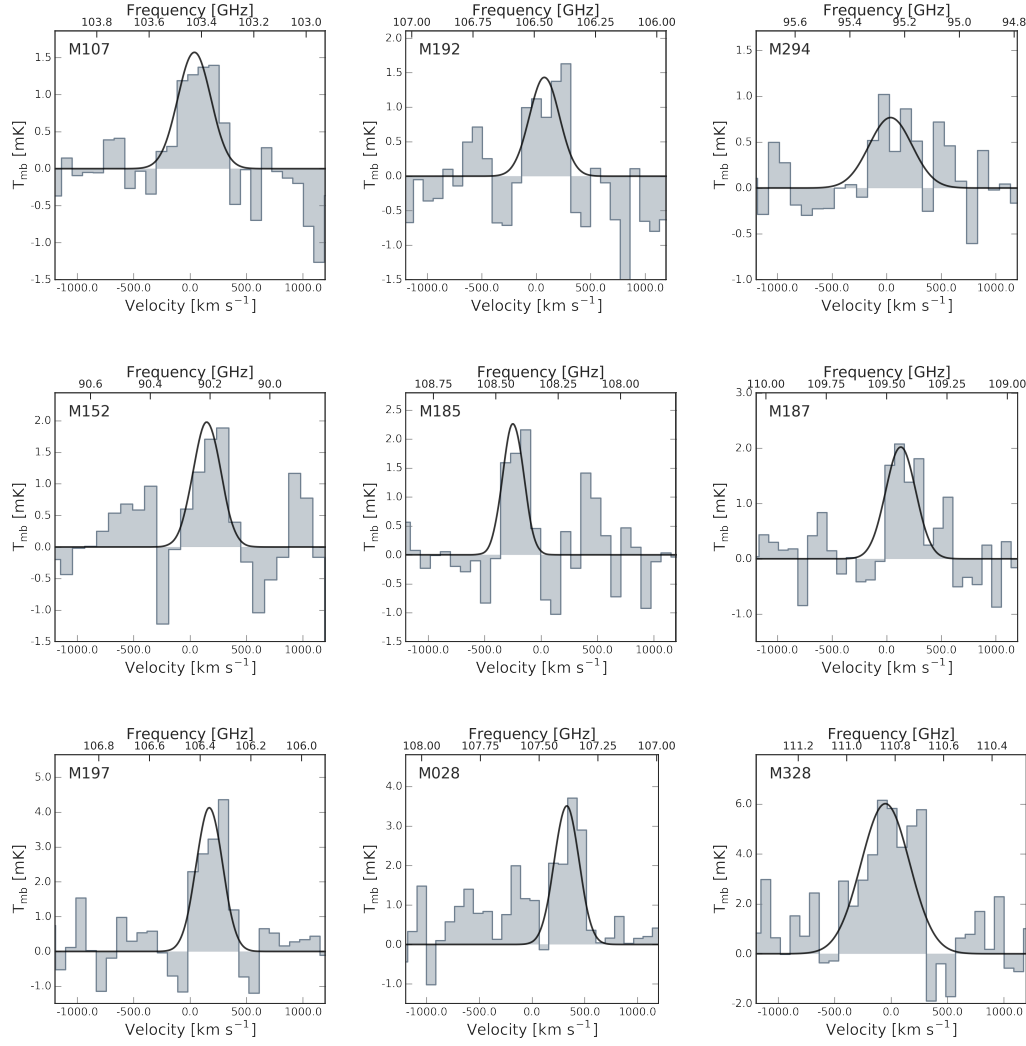 Frequency [GHz] Frequency [GHz] Frequency [GHz]
103.8 103.6 103.4 103.2 103.0 107.00 106.75 106.50 106.25 106.00 95.6 95.4 95.2 95.0 94.8
M107 M192 M294
T_mb [mK] T_mb [mK] T_mb [mK]
1.5 2.0 1.5
1.0 1.5 1.0
0.5 1.0 0.5
0.0 0.5 0.0
-0.5 0.0 -0.5
-1.0 -0.5 -1.0
-1.5 -1.0
-1.5
-1000.0 -500.0 0.0 500.0 1000.0 -1000.0 -500.0 0.0 500.0 1000.0 -1000.0 -500.0 0.0 500.0 1000.0
Velocity [km s⁻¹] Velocity [km s⁻¹] Velocity [km s⁻¹]
Frequency [GHz] Frequency [GHz] Frequency [GHz]
90.6 90.4 90.2 90.0 108.75 108.50 108.25 108.00 110.00 109.75 109.50 109.25 109.00
M152 M185 M187
T_mb [mK] T_mb [mK] T_mb [mK]
2.0 2.5 3.0
1.5 2.0 2.0
1.0 1.5 1.0
0.5 1.0 0.0
0.0 0.5 -1.0
-0.5 0.0
-1.0 -0.5
-1.5 -1.0
-1.5
-1000.0 -500.0 0.0 500.0 1000.0 -1000.0 -500.0 0.0 500.0 1000.0 -1000.0 -500.0 0.0 500.0 1000.0
Velocity [km s⁻¹] Velocity [km s⁻¹] Velocity [km s⁻¹]
Frequency [GHz] Frequency [GHz] Frequency [GHz]
106.8 106.6 106.4 106.2 106.0 108.00 107.75 107.50 107.25 107.00 111.2 111.0 110.8 110.6 110.4
M197 M028 M328
T_mb [mK] T_mb [mK] T_mb [mK]
5.0 4.0 6.0
4.0 3.0 4.0
3.0 2.0 2.0
2.0 1.0 0.0
1.0 0.0 -2.0
0.0 -1.0
-1.0
-1000.0 -500.0 0.0 500.0 1000.0 -1000.0 -500.0 0.0 500.0 1000.0 -1000.0 -500.0 0.0 500.0 1000.0
Velocity [km s⁻¹] Velocity [km s⁻¹] Velocity [km s⁻¹]